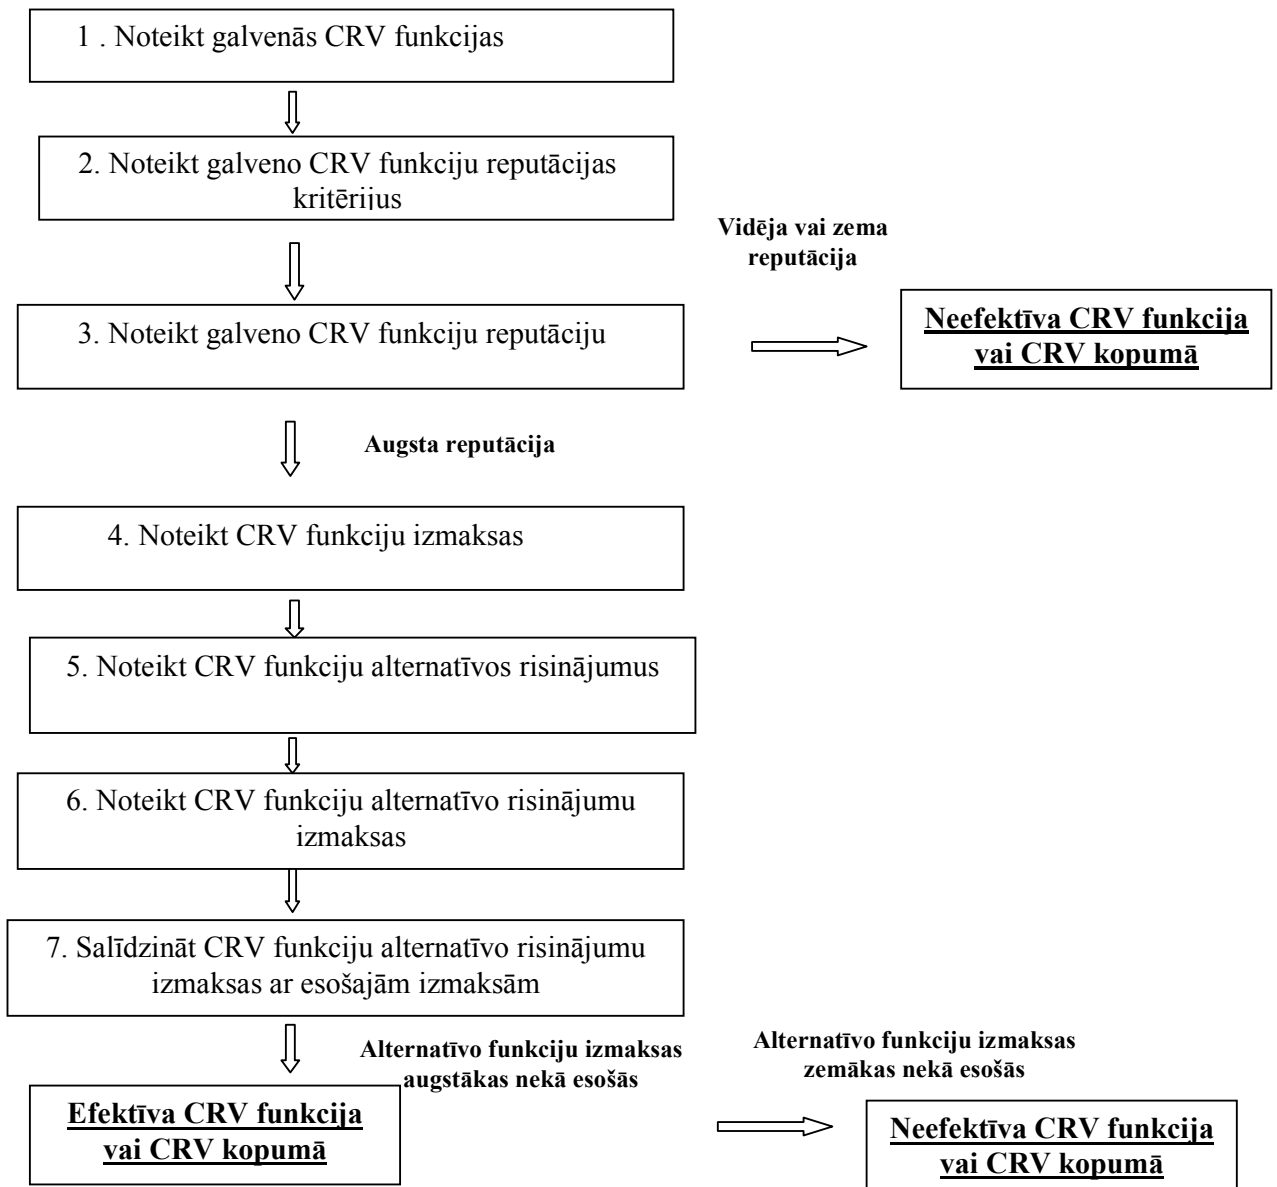 1 . Noteikt galvenās CRV funkcijas
2. Noteikt galveno CRV funkciju reputācijas
kritērijus
Vidēja vai zema
reputācija
3. Noteikt galveno CRV funkciju reputāciju
Neefektīva CRV funkcija
vai CRV kopumā
Augsta reputācija
4. Noteikt CRV funkciju izmaksas
5. Noteikt CRV funkciju alternatīvos risinājumus
6. Noteikt CRV funkciju alternatīvo risinājumu
izmaksas
7. Salīdzināt CRV funkciju alternatīvo risinājumu
izmaksas ar esošajām izmaksām
Alternatīvo funkciju izmaksas
augstākas nekā esošās
Alternatīvo funkciju izmaksas
zemākas nekā esošās
Efektīva CRV funkcija
vai CRV kopumā
Neefektīva CRV funkcija
vai CRV kopumā